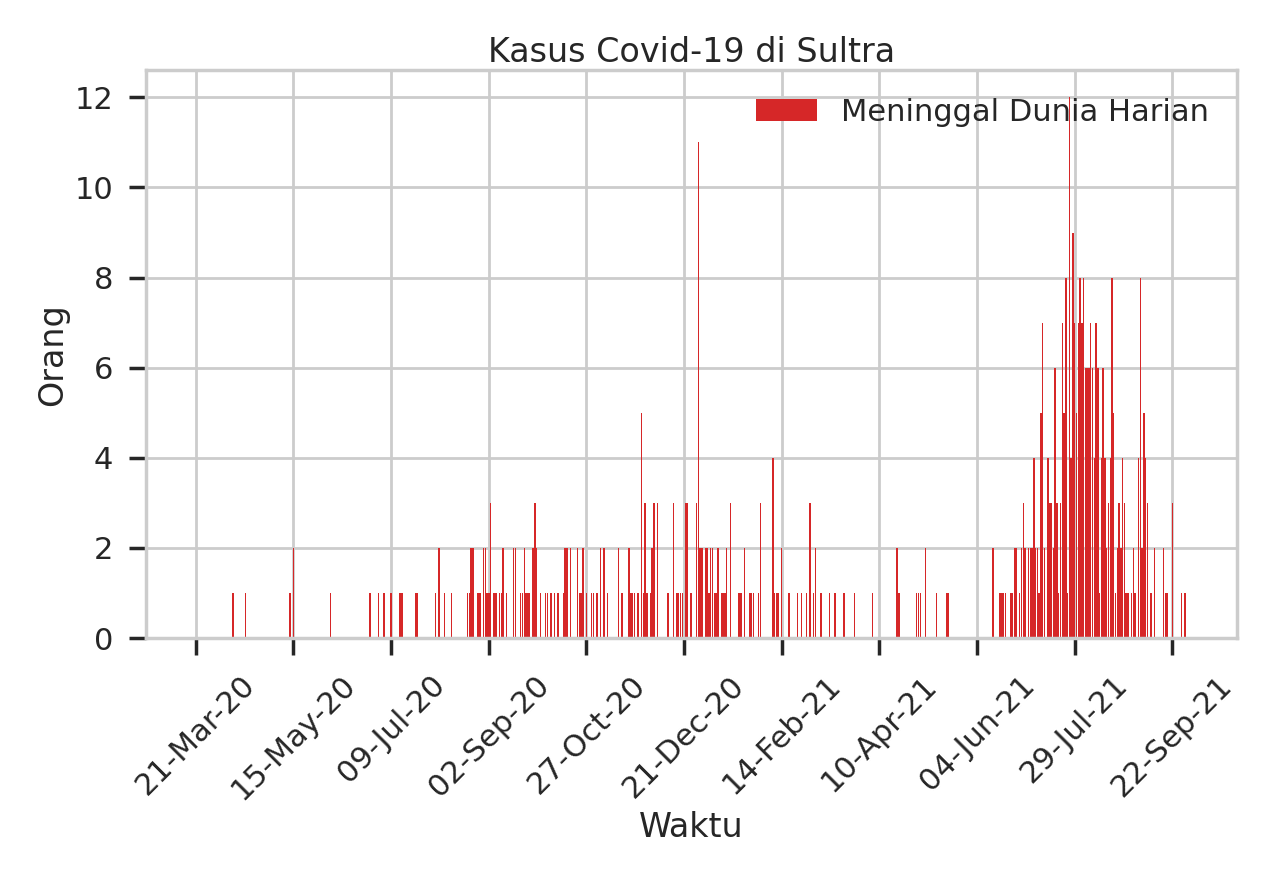 Kasus Covid-19 di Sultra
Meninggal Dunia Harian
12
10
8
6
4
2
0
Orang
21-Mar-20
15-May-20
09-Jul-20
02-Sep-20
27-Oct-20
21-Dec-20
14-Feb-21
10-Apr-21
04-Jun-21
29-Jul-21
22-Sep-21
Waktu